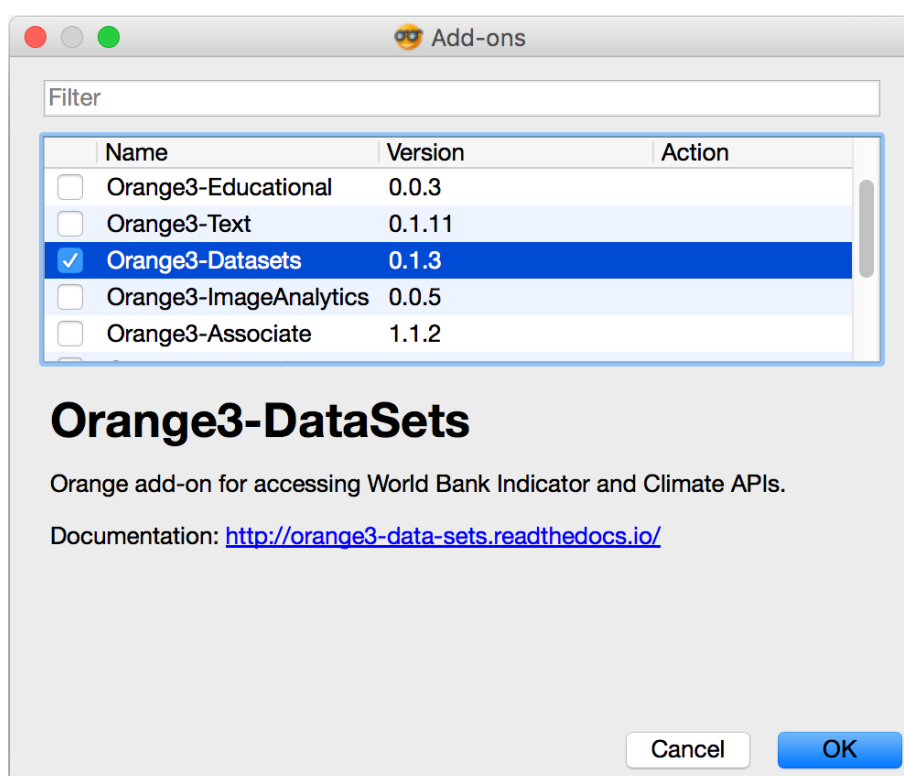 Add-ons
Filter
Name Version Action
Orange3-Educational 0.0.3
Orange3-Text 0.1.11
Orange3-Datasets 0.1.3
Orange3-ImageAnalytics 0.0.5
Orange3-Associate 1.1.2
Orange3-DataSets
Orange add-on for accessing World Bank Indicator and Climate APIs.
Documentation: http://orange3-data-sets.readthedocs.io/
Cancel OK